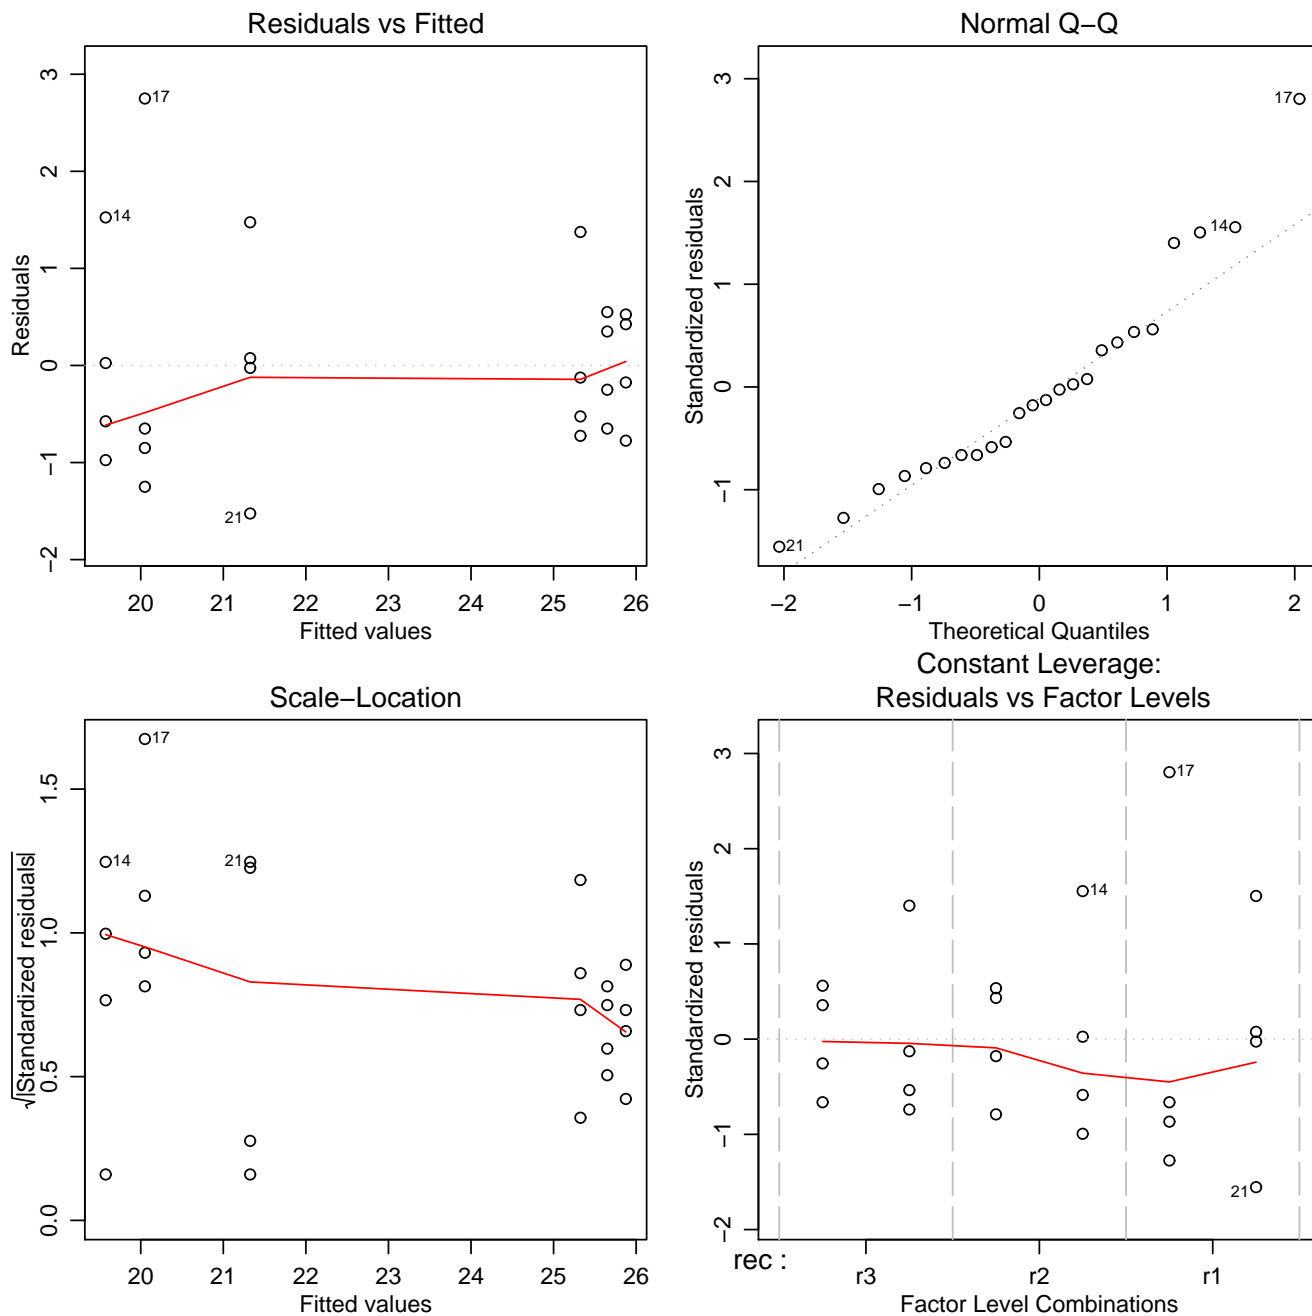 Residuals vs Fitted
Residuals
3
2
1
0
−1
−2
17
14
21
20 21 22 23 24 25 26
Fitted values
Normal Q−Q
Standardized residuals
3
2
1
0
−1
17
14
21
−2 −1 0 1 2
Theoretical Quantiles
Scale−Location
√|Standardized residuals|
1.5
1.0
0.5
0.0
17
14
21
20 21 22 23 24 25 26
Fitted values
Constant Leverage:
Residuals vs Factor Levels
Standardized residuals
3
2
1
0
−1
−2
17
14
21
rec :
r3 r2 r1
Factor Level Combinations